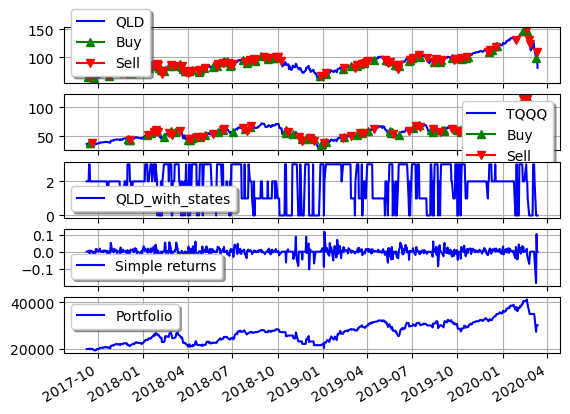 QLD
Buy
Sell
150
100
TQQQ
Buy
Sell
100
50
QLD_with_states
2
0
Simple returns
0.1
0.0
−0.1
Portfolio
40000
20000
2017-10
2018-01
2018-04
2018-07
2018-10
2019-01
2019-04
2019-07
2019-10
2020-01
2020-04